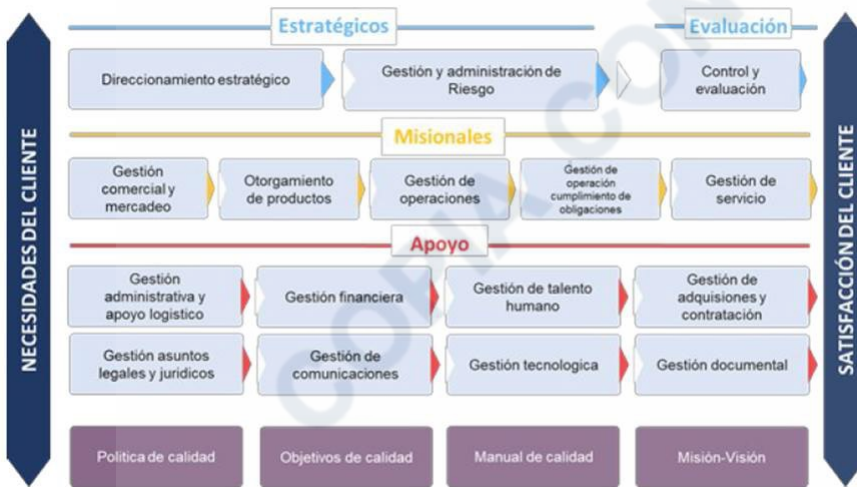 Estratégicos
Evaluación
Direccionamiento estratégico
Gestión y administración de
Riesgo
Control y
evaluación
Misionales
Gestión
comercial y
mercadeo
Otorgamiento
de productos
Gestión de
operaciones
Gestión de
operación
cumplimiento de
obligaciones
Gestión de
servicio
Apoyo
Gestión
administrativa y
apoyo logistico
Gestión financiera
Gestión de talento
humano
Gestión de
adquisiones y
contratación
Gestión asuntos
legales y juridicos
Gestión de
comunicaciones
Gestión tecnologica
Gestión documental
Politica de calidad
Objetivos de calidad
Manual de calidad
Misión-Visión
NECESIDADES DEL CLIENTE
SATISFACCIÓN DEL CLIENTE
COPIA CON